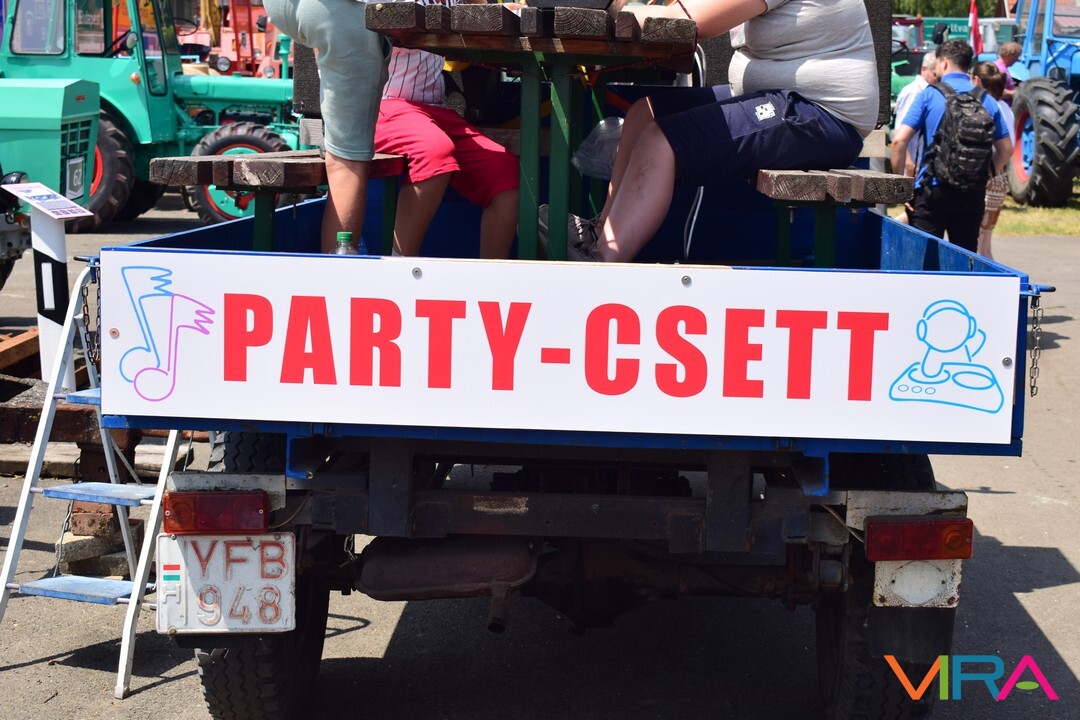 PARTY-CSETT
YFB
H
948
VIRA